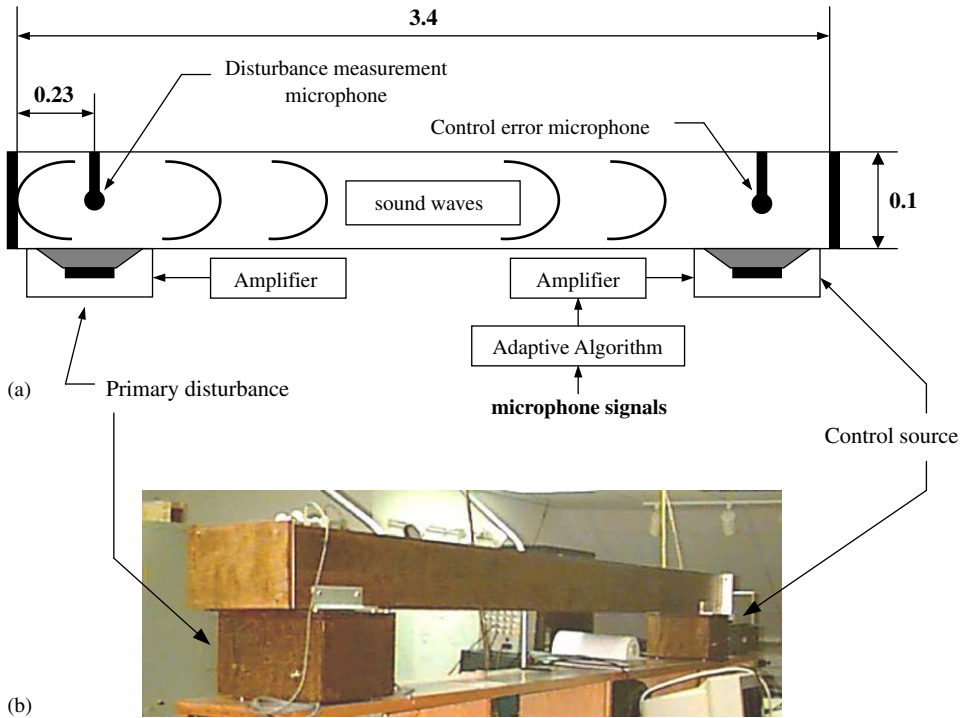 3.4
Disturbance measurement
microphone
0.23
Control error microphone
sound waves
0.1
Amplifier
Amplifier
Adaptive Algorithm
(a)
Primary disturbance
microphone signals
Control source
(b)